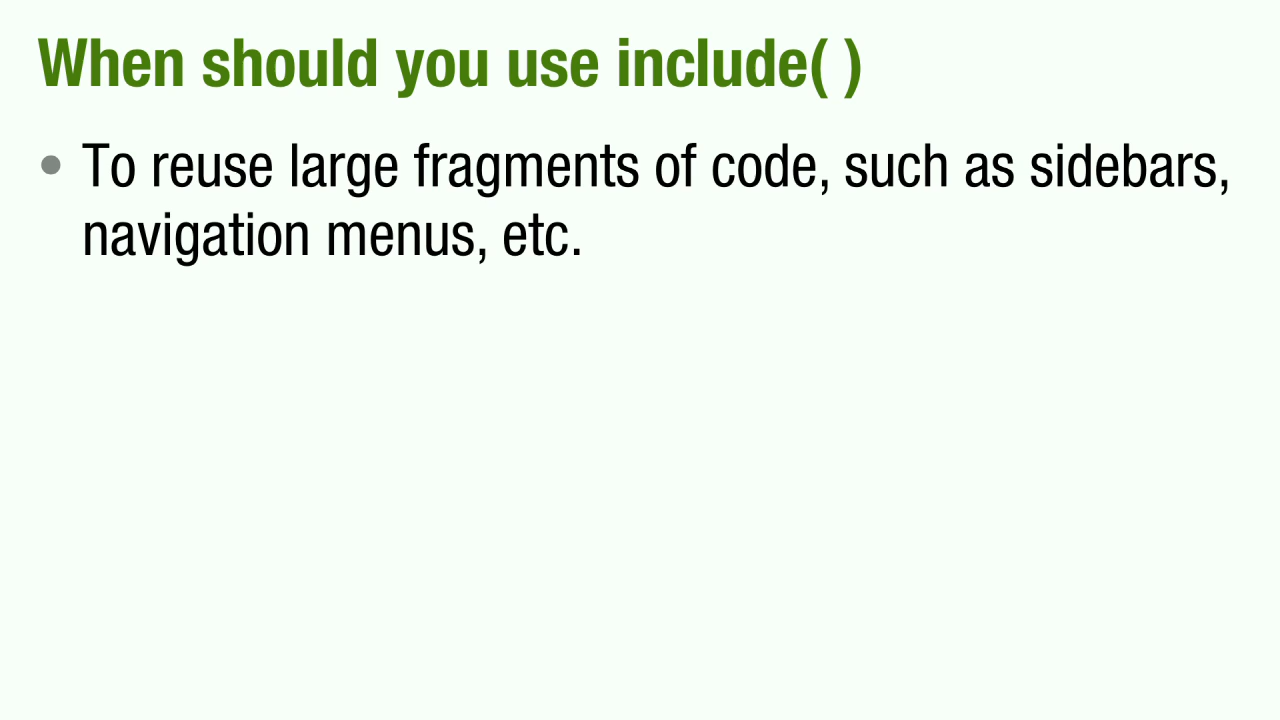 When should you use include( )
• To reuse large fragments of code, such as sidebars,
navigation menus, etc.